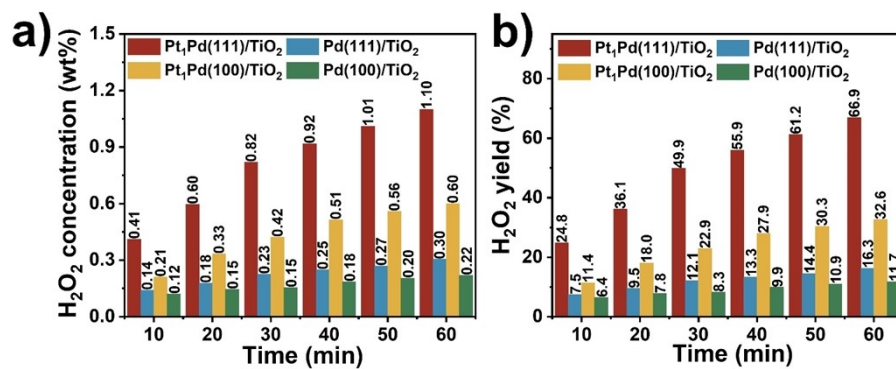 a)
H₂O₂ concentration (wt%)
1.5
1.2
0.9
0.6
0.3
0.0
Pt₁Pd(111)/TiO₂ Pd(111)/TiO₂
Pt₁Pd(100)/TiO₂ Pd(100)/TiO₂
0.41 0.14 0.21 0.12
0.60 0.18 0.33 0.15
0.82 0.23 0.42 0.15
0.92 0.25 0.51 0.18
1.01 0.27 0.56 0.20
1.10 0.30 0.60 0.22
10 20 30 40 50 60
Time (min)
b)
H₂O₂ yield (%)
80
60
40
20
0
Pt₁Pd(111)/TiO₂ Pd(111)/TiO₂
Pt₁Pd(100)/TiO₂ Pd(100)/TiO₂
24.8 7.5 11.4 6.4
36.1 9.5 18.0 7.8
49.9 12.1 22.9 8.3
55.9 13.3 27.9 9.9
61.2 14.4 30.3 10.9
66.9 16.3 32.6 11.7
10 20 30 40 50 60
Time (min)